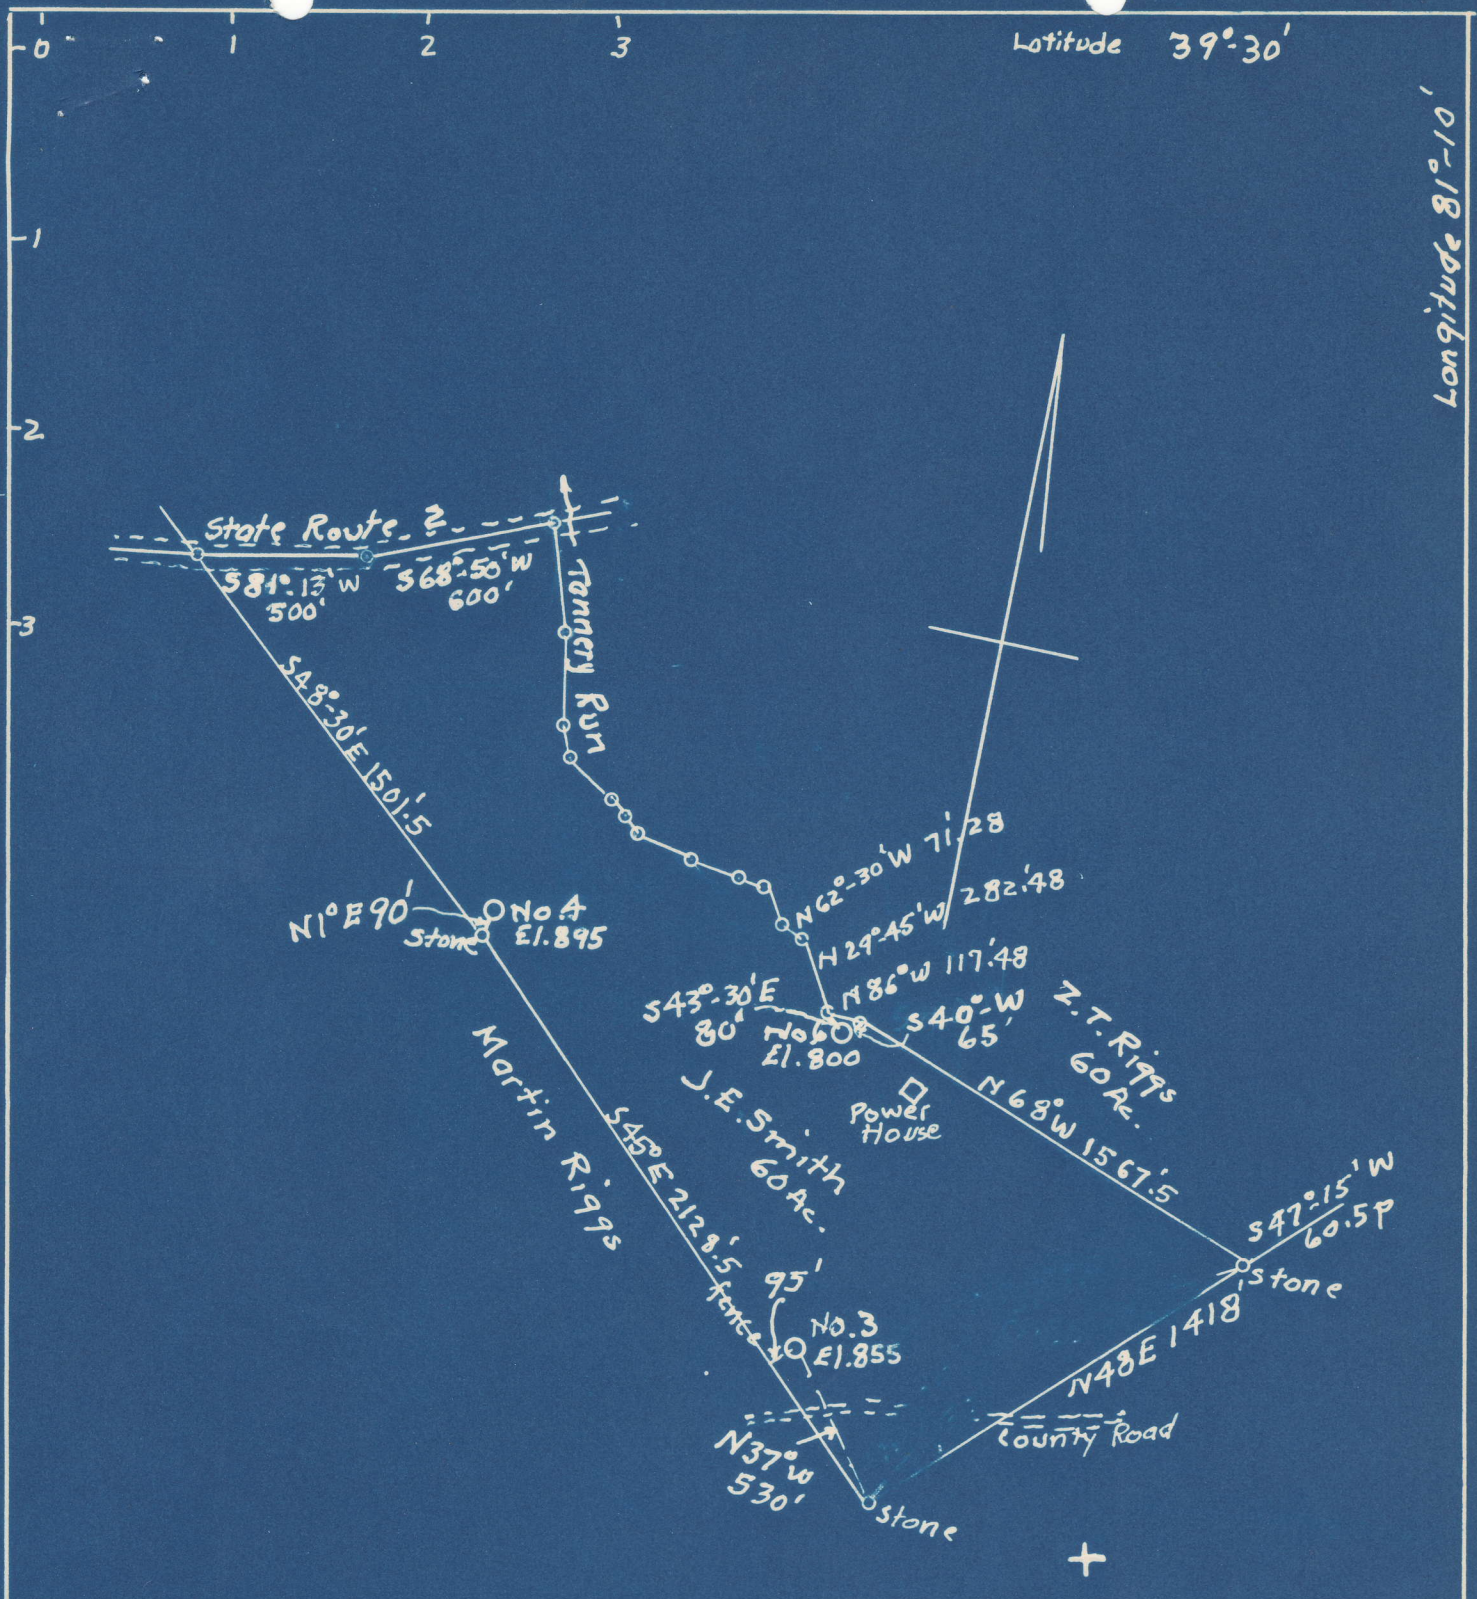 0 1 2 3 Latitude 39°-30'
Longitude 81°-10'
1
2
3
State Route 2
S81°.13'W
500'
S68°-50'W
600'
Tannery Run
S48°-30'E 1501'.5
N1°E 90'
No.4
El.895
Stone
N62°-30'W 71'.28
N29°-45'W 282'.48
N86°W 117'.48
S43°-30'E
80'
No6
El.800
S40°-W
65'
Z.T. Riggs
60 Ac.
Power
House
N68°W 1567'.5
Martin Riggs
J.E. Smith
60 Ac.
S45°E 2128'.5
fence
95'
No.3
El.855
S47°-15'W
60.5P
Stone
N48E 1418'
County Road
N37°W
530'
Stone